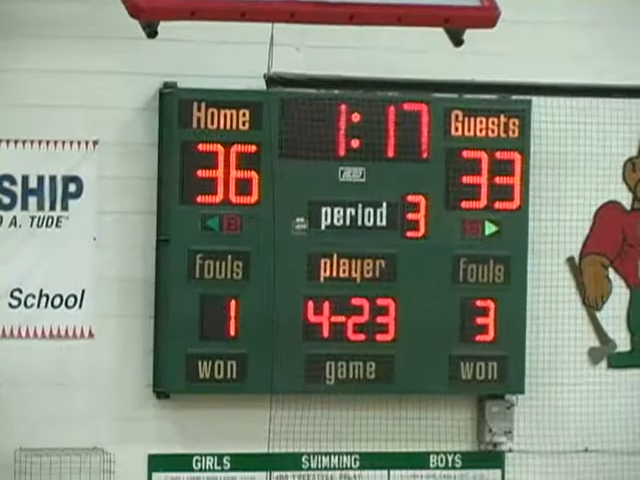 Home
1:17
Guests
36
33
period 3
B
Fouls
player
Fouls
1
4-23
3
won
game
won
SHIP
D A. TUDE
School
GIRLS
SWIMMING
BOYS